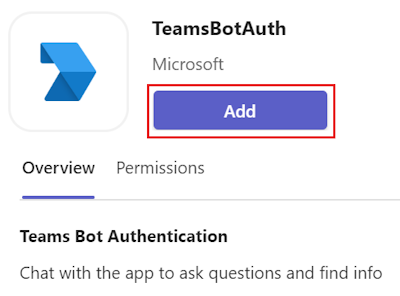 TeamsBotAuth
Microsoft
Add
Overview Permissions
Teams Bot Authentication
Chat with the app to ask questions and find info